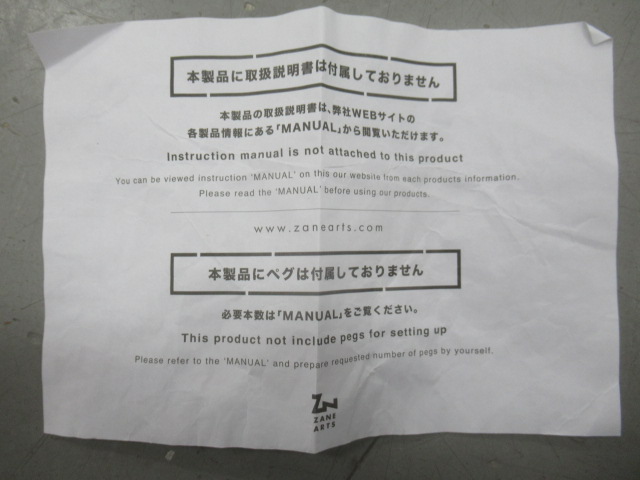 本製品に取扱説明書は付属しておりません
本製品の取扱説明書は、弊社WEBサイトの
各製品情報にある「MANUAL」から閲覧いただけます。
Instruction manual is not attached to this product
You can be viewed instruction 'MANUAL' on this our website from each products information.
Please read the 'MANUAL' before using our products.
www.zanearts.com
本製品にペグは付属しておりません
必要本数は「MANUAL」をご覧ください。
This product not include pegs for setting up
Please refer to the 'MANUAL' and prepare requested number of pegs by yourself.
ZN
ZANE
ARTS